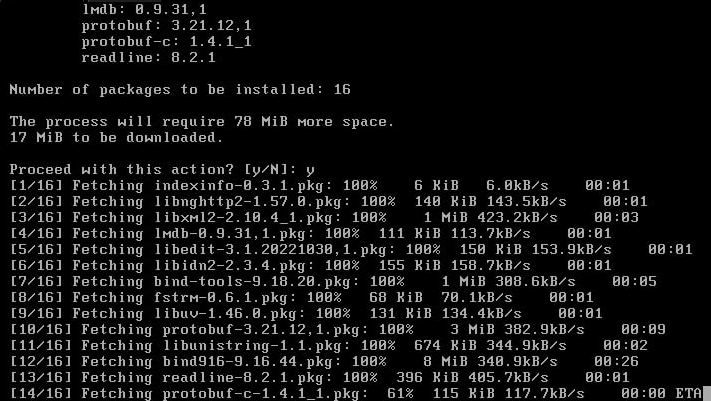 lmdb: 0.9.31,1
protobuf: 3.21.12,1
protobuf-c: 1.4.1_1
readline: 8.2.1
Number of packages to be installed: 16
The process will require 78 MiB more space.
17 MiB to be downloaded.
Proceed with this action? [y/N]: y
[1/16] Fetching indexinfo-0.3.1.pkg: 100%    6 KiB   6.0kB/s    00:01
[2/16] Fetching libnghttp2-1.57.0.pkg: 100%  140 KiB 143.5kB/s    00:01
[3/16] Fetching libxml2-2.10.4_1.pkg: 100%    1 MiB 423.2kB/s    00:03
[4/16] Fetching lmdb-0.9.31,1.pkg: 100%  111 KiB 113.7kB/s    00:01
[5/16] Fetching libedit-3.1.20221030,1.pkg: 100%  150 KiB 153.9kB/s    00:01
[6/16] Fetching libidn2-2.3.4.pkg: 100%  155 KiB 158.7kB/s    00:01
[7/16] Fetching bind-tools-9.18.20.pkg: 100%    1 MiB 308.6kB/s    00:05
[8/16] Fetching fstrm-0.6.1.pkg: 100%   68 KiB  70.1kB/s    00:01
[9/16] Fetching libuv-1.46.0.pkg: 100%  131 KiB 134.4kB/s    00:01
[10/16] Fetching protobuf-3.21.12,1.pkg: 100%    3 MiB 382.9kB/s    00:09
[11/16] Fetching libunistring-1.1.pkg: 100%  674 KiB 344.9kB/s    00:02
[12/16] Fetching bind916-9.16.44.pkg: 100%    8 MiB 340.9kB/s    00:26
[13/16] Fetching readline-8.2.1.pkg: 100%  396 KiB 405.7kB/s    00:01
[14/16] Fetching protobuf-c-1.4.1_1.pkg:  61%  115 KiB 117.7kB/s    00:00 ETA